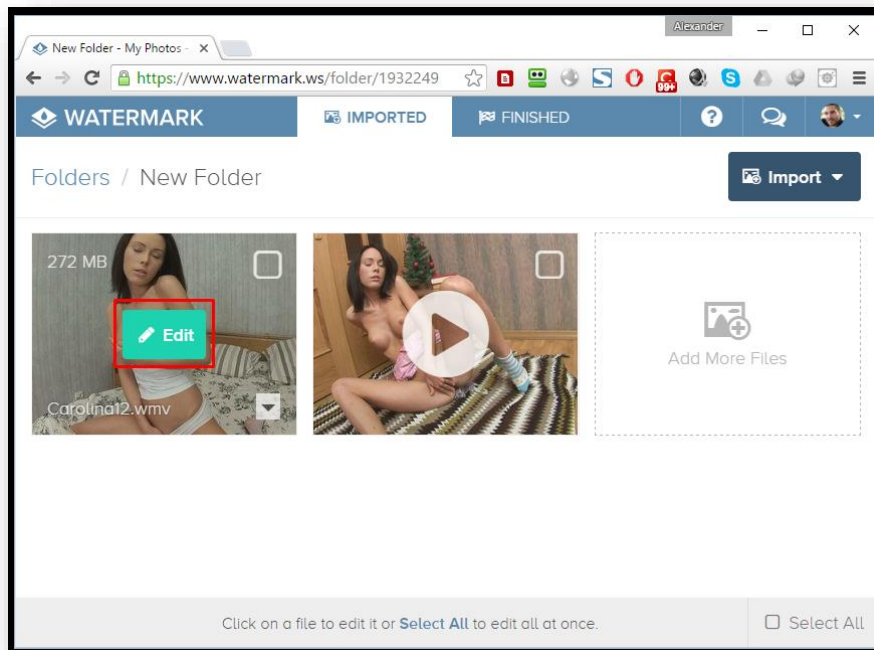 Alexander
New Folder - My Photos -
https://www.watermark.ws/folder/1932249
99+
WATERMARK
IMPORTED
FINISHED
?
Folders / New Folder
Import
272 MB
Edit
Carolina12.wmv
Add More Files
Click on a file to edit it or Select All to edit all at once.
Select All